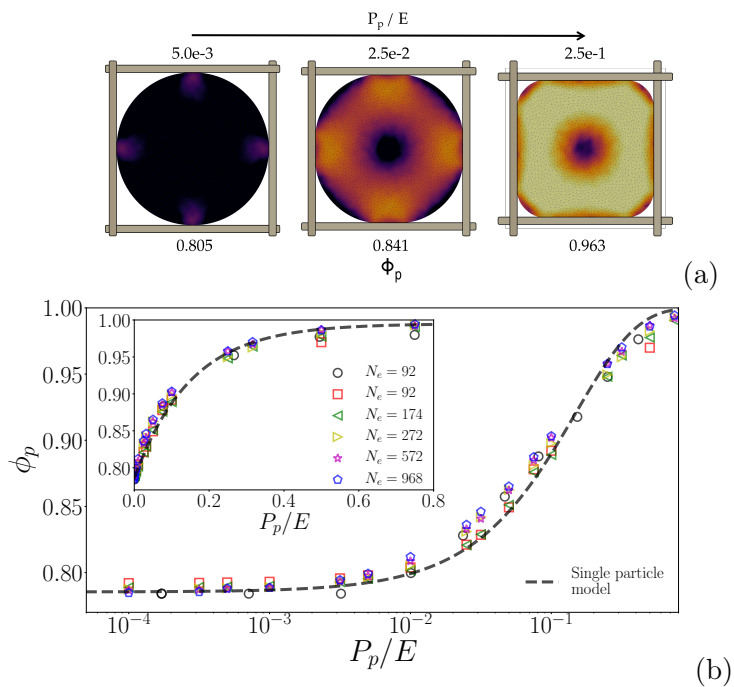 P_p / E
5.0e-3 2.5e-2 2.5e-1
0.805 0.841 0.963
ϕ_p
(a)
1.00
0.95
0.90
0.85
0.80
ϕ_p
10^−4 10^−3 10^−2 10^−1
P_p/E
1.00
0.95
0.90
0.85
0.80
0.0 0.2 0.4 0.6 0.8
P_p/E
N_e = 92
N_e = 92
N_e = 174
N_e = 272
N_e = 572
N_e = 968
Single particle
model
(b)